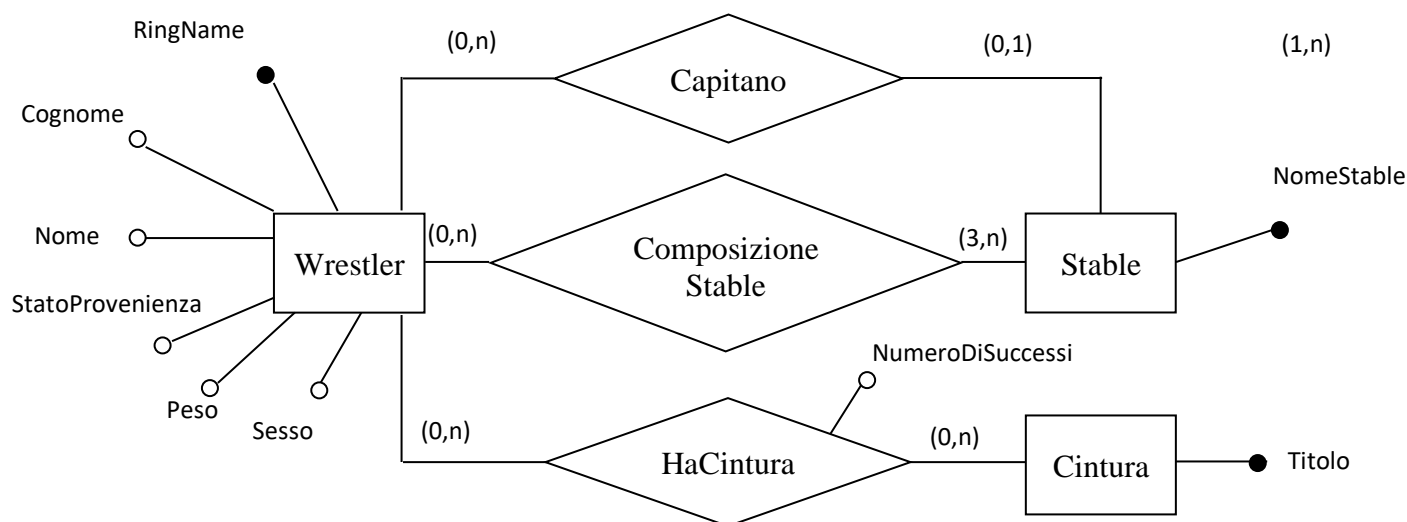 RingName
(0,n)
(0,1)
(1,n)
Capitano
Cognome
NomeStable
Nome
(0,n)
Wrestler
Composizione
Stable
(3,n)
Stable
StatoProvenienza
Peso
Sesso
NumeroDiSuccessi
(0,n)
HaCintura
(0,n)
Cintura
Titolo